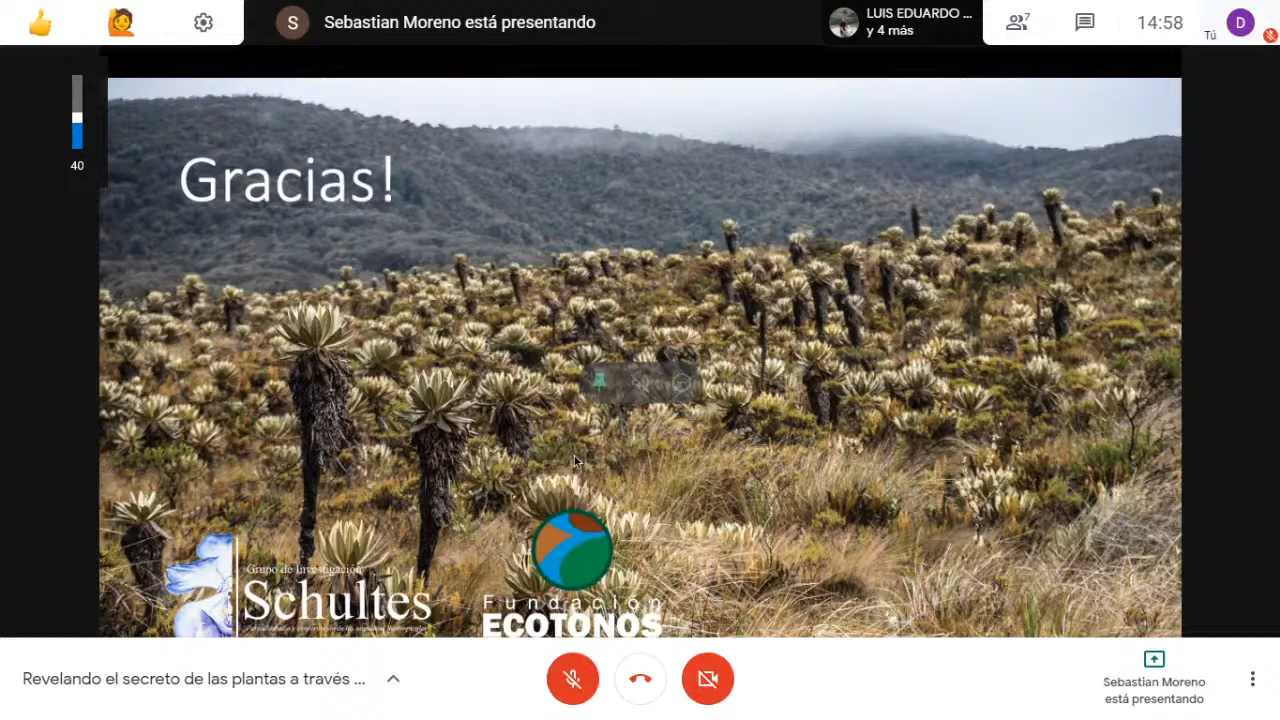 S
Sebastian Moreno está presentando
LUIS EDUARDO ...
y 4 más
7
14:58
Tú
D
40
Gracias!
Grupo de Investigación
Schultes
Fundación
ECOTONOS
Revelando el secreto de las plantas a través ...
Sebastian Moreno
está presentando